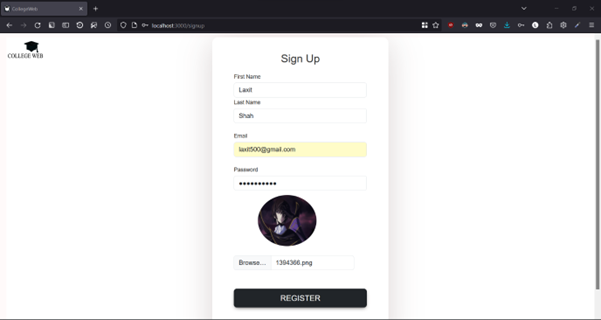 CollegeWeb
localhost:3000/signup
COLLEGE WEB
Sign Up
First Name
Laxit
Last Name
Shah
Email
laxit500@gmail.com
Password
Browse... 1394366.png
REGISTER